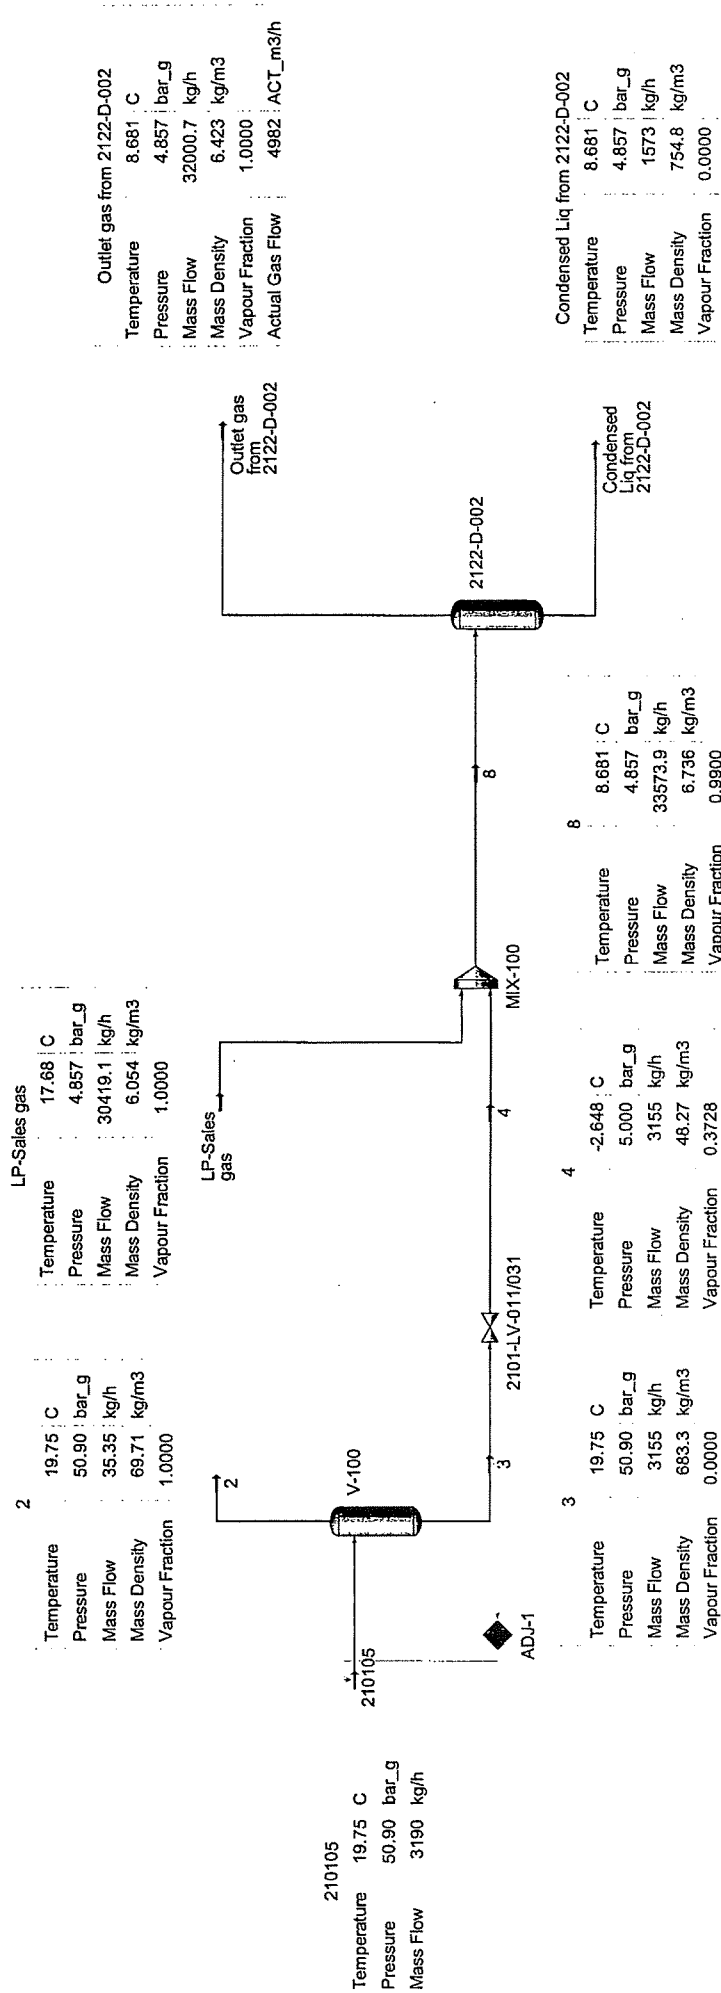 210105
Temperature 19.75 C
Pressure 50.90 bar_g
Mass Flow 3190 kg/h
2
Temperature 19.75 C
Pressure 50.90 bar_g
Mass Flow 35.35 kg/h
Mass Density 69.71 kg/m3
Vapour Fraction 1.0000
LP-Sales gas
Temperature 17.68 C
Pressure 4.857 bar_g
Mass Flow 30419.1 kg/h
Mass Density 6.054 kg/m3
Vapour Fraction 1.0000
Outlet gas from 2122-D-002
Temperature 8.681 C
Pressure 4.857 bar_g
Mass Flow 32000.7 kg/h
Mass Density 6.423 kg/m3
Vapour Fraction 1.0000
Actual Gas Flow 4982 ACT_m3/h
210105
ADJ-1
V-100
2
3
2101-LV-011/031
4
LP-Sales
gas
MIX-100
8
2122-D-002
Outlet gas
from
2122-D-002
Condensed
Liq from
2122-D-002
3
Temperature 19.75 C
Pressure 50.90 bar_g
Mass Flow 3155 kg/h
Mass Density 683.3 kg/m3
Vapour Fraction 0.0000
4
Temperature -2.648 C
Pressure 5.000 bar_g
Mass Flow 3155 kg/h
Mass Density 48.27 kg/m3
Vapour Fraction 0.3728
8
Temperature 8.681 C
Pressure 4.857 bar_g
Mass Flow 33573.9 kg/h
Mass Density 6.736 kg/m3
Vapour Fraction 0.9900
Condensed Liq from 2122-D-002
Temperature 8.681 C
Pressure 4.857 bar_g
Mass Flow 1573 kg/h
Mass Density 754.8 kg/m3
Vapour Fraction 0.0000